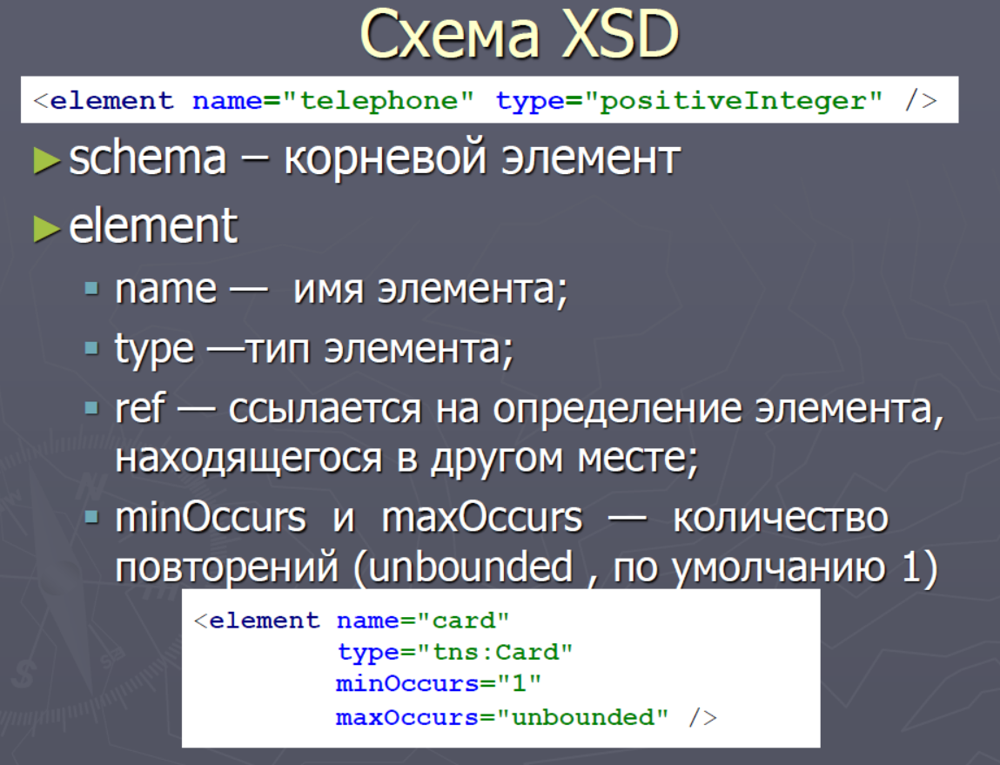 Схема XSD
<element name="telephone" type="positiveInteger" />
schema – корневой элемент
element
name — имя элемента;
type —тип элемента;
ref — ссылается на определение элемента,
находящегося в другом месте;
minOccurs и maxOccurs — количество
повторений (unbounded , по умолчанию 1)
<element name="card"
type="tns:Card"
minOccurs="1"
maxOccurs="unbounded" />
N
W
S